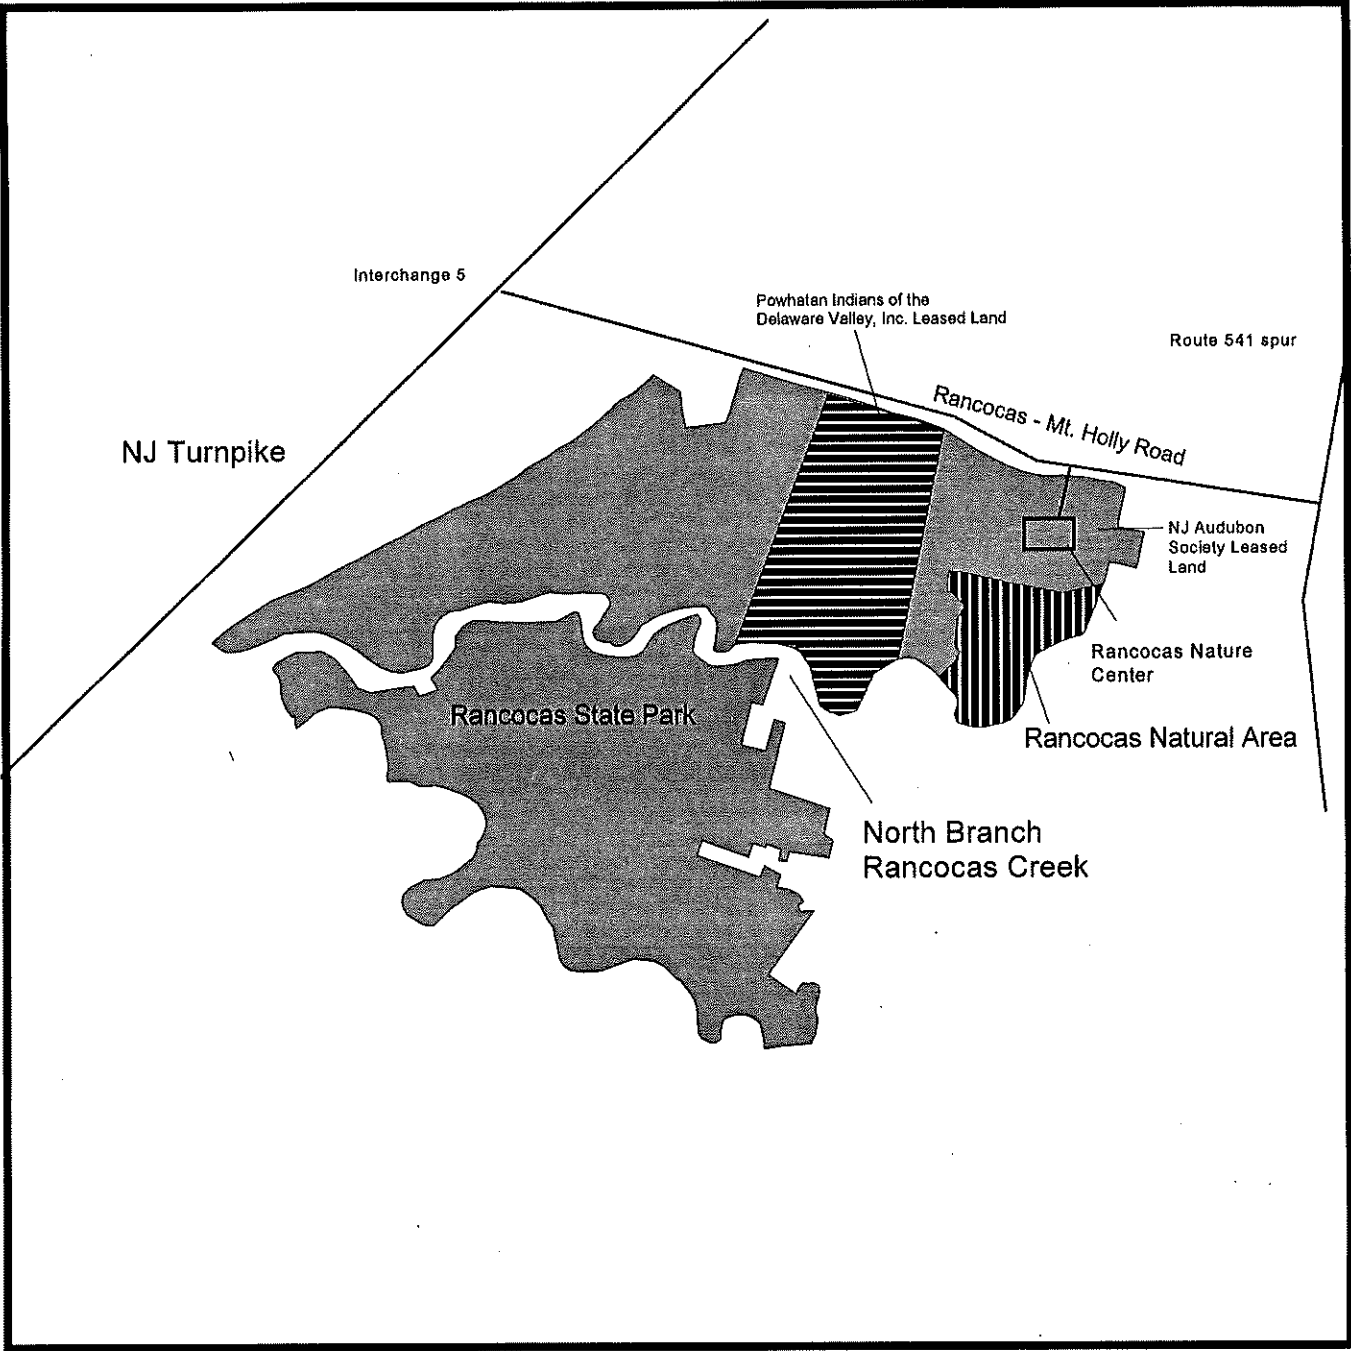 Interchange 5
Powhatan Indians of the
Delaware Valley, Inc. Leased Land
Route 541 spur
Rancocas - Mt. Holly Road
NJ Turnpike
NJ Audubon
Society Leased
Land
Rancocas Nature
Center
Rancocas State Park
Rancocas Natural Area
North Branch
Rancocas Creek